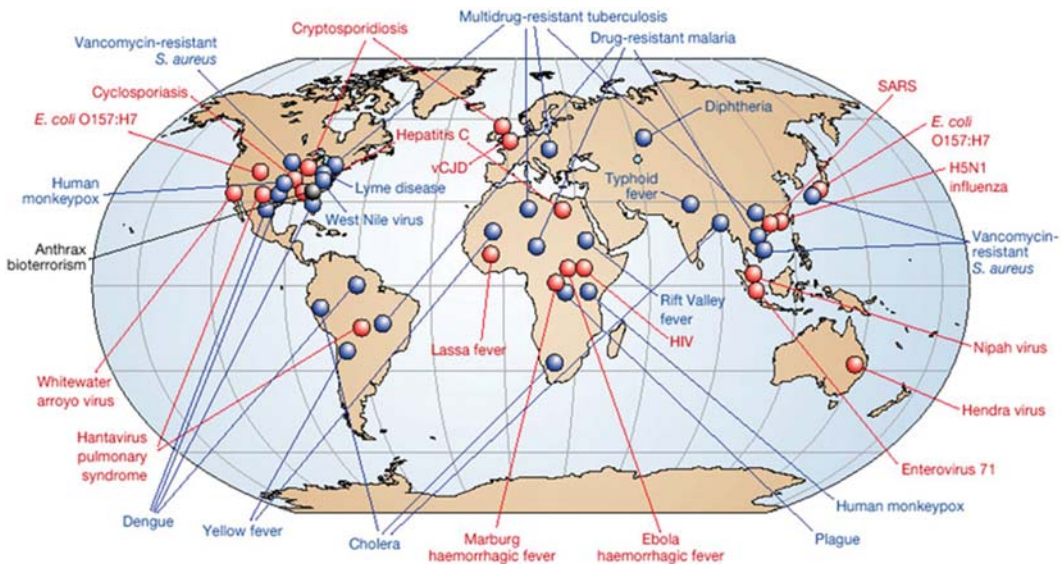 Multidrug-resistant tuberculosis
Cryptosporidiosis
Drug-resistant malaria
Vancomycin-resistant
S. aureus
SARS
Cyclosporiasis
E. coli
O157:H7
E. coli O157:H7
Diphtheria
Hepatitis C
vCJD
H5N1
influenza
Human
monkeypox
Lyme disease
Typhoid
fever
West Nile virus
Anthrax
bioterrorism
Vancomycin-
resistant
S. aureus
Rift Valley
fever
HIV
Lassa fever
Nipah virus
Whitewater
arroyo virus
Hendra virus
Hantavirus
pulmonary
syndrome
Enterovirus 71
Human monkeypox
Dengue
Yellow fever
Cholera
Marburg
haemorrhagic fever
Ebola
haemorrhagic fever
Plague